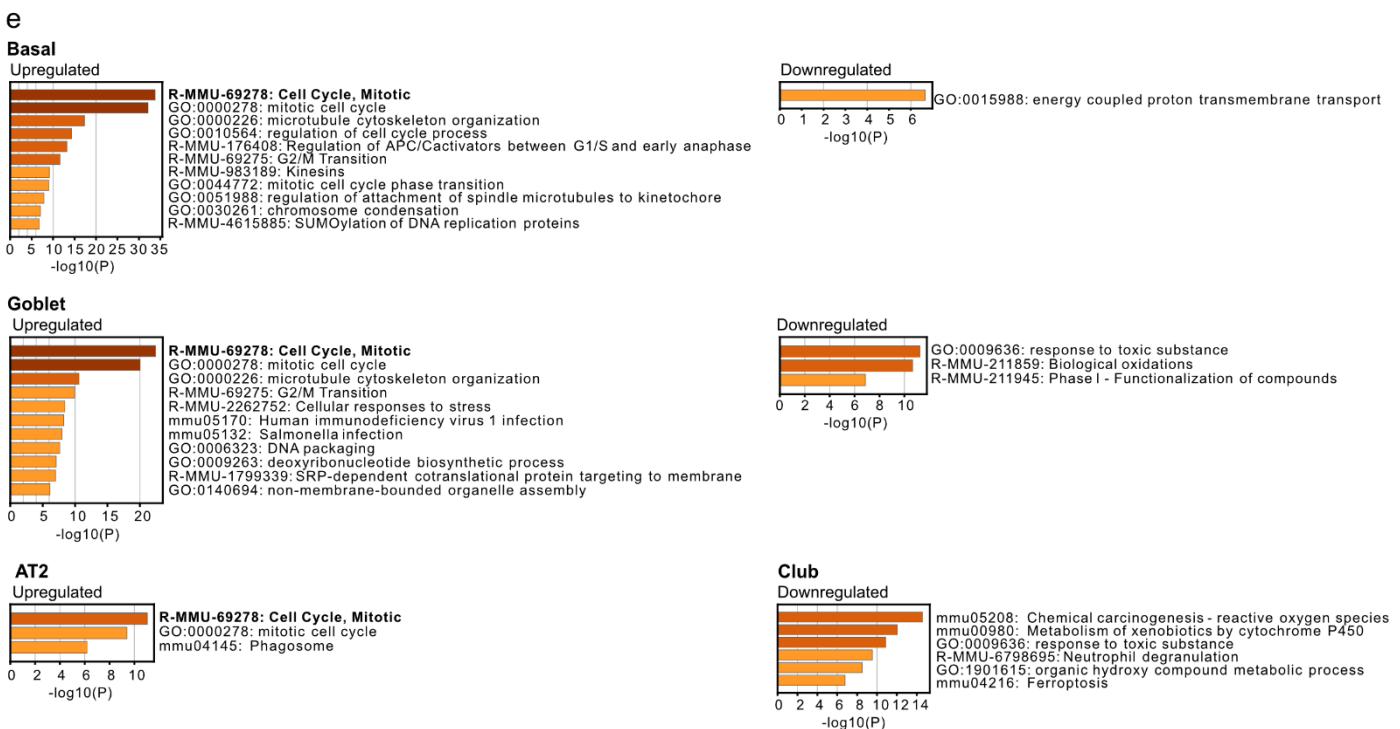 e
Basal
Upregulated
R-MMU-69278: Cell Cycle, Mitotic
GO:0000278: mitotic cell cycle
GO:0000226: microtubule cytoskeleton organization
GO:0010564: regulation of cell cycle process
R-MMU-176408: Regulation of APC/Cactivators between G1/S and early anaphase
R-MMU-69275: G2/M Transition
R-MMU-983189: Kinesins
GO:0044772: mitotic cell cycle phase transition
GO:0051988: regulation of attachment of spindle microtubules to kinetochore
GO:0030261: chromosome condensation
R-MMU-4615885: SUMOylation of DNA replication proteins
0 5 10 15 20 25 30 35
-log10(P)
Downregulated
GO:0015988: energy coupled proton transmembrane transport
0 1 2 3 4 5 6
-log10(P)
Goblet
Upregulated
R-MMU-69278: Cell Cycle, Mitotic
GO:0000278: mitotic cell cycle
GO:0000226: microtubule cytoskeleton organization
R-MMU-69275: G2/M Transition
R-MMU-2262752: Cellular responses to stress
mmu05170: Human immunodeficiency virus 1 infection
mmu05132: Salmonella infection
GO:0006323: DNA packaging
GO:0009263: deoxyribonucleotide biosynthetic process
R-MMU-1799339: SRP-dependent cotranslational protein targeting to membrane
GO:0140694: non-membrane-bounded organelle assembly
0 5 10 15 20
-log10(P)
Downregulated
GO:0009636: response to toxic substance
R-MMU-211859: Biological oxidations
R-MMU-211945: Phase I - Functionalization of compounds
0 2 4 6 8 10
-log10(P)
AT2
Upregulated
R-MMU-69278: Cell Cycle, Mitotic
GO:0000278: mitotic cell cycle
mmu04145: Phagosome
0 2 4 6 8 10
-log10(P)
Club
Downregulated
mmu05208: Chemical carcinogenesis - reactive oxygen species
mmu00980: Metabolism of xenobiotics by cytochrome P450
GO:0009636: response to toxic substance
R-MMU-6798695: Neutrophil degranulation
GO:1901615: organic hydroxy compound metabolic process
mmu04216: Ferroptosis
0 2 4 6 8 10 12 14
-log10(P)